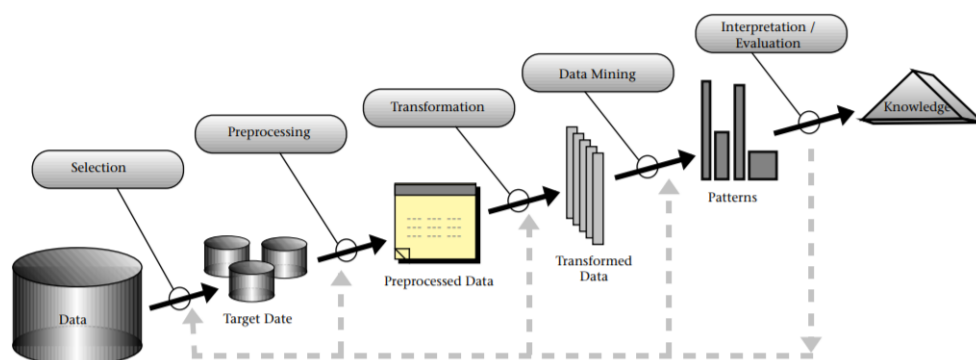 Interpretation /
Evaluation
Data Mining
Transformation
Preprocessing
Selection
Data
Target Date
Preprocessed Data
Transformed
Data
Patterns
Knowledge